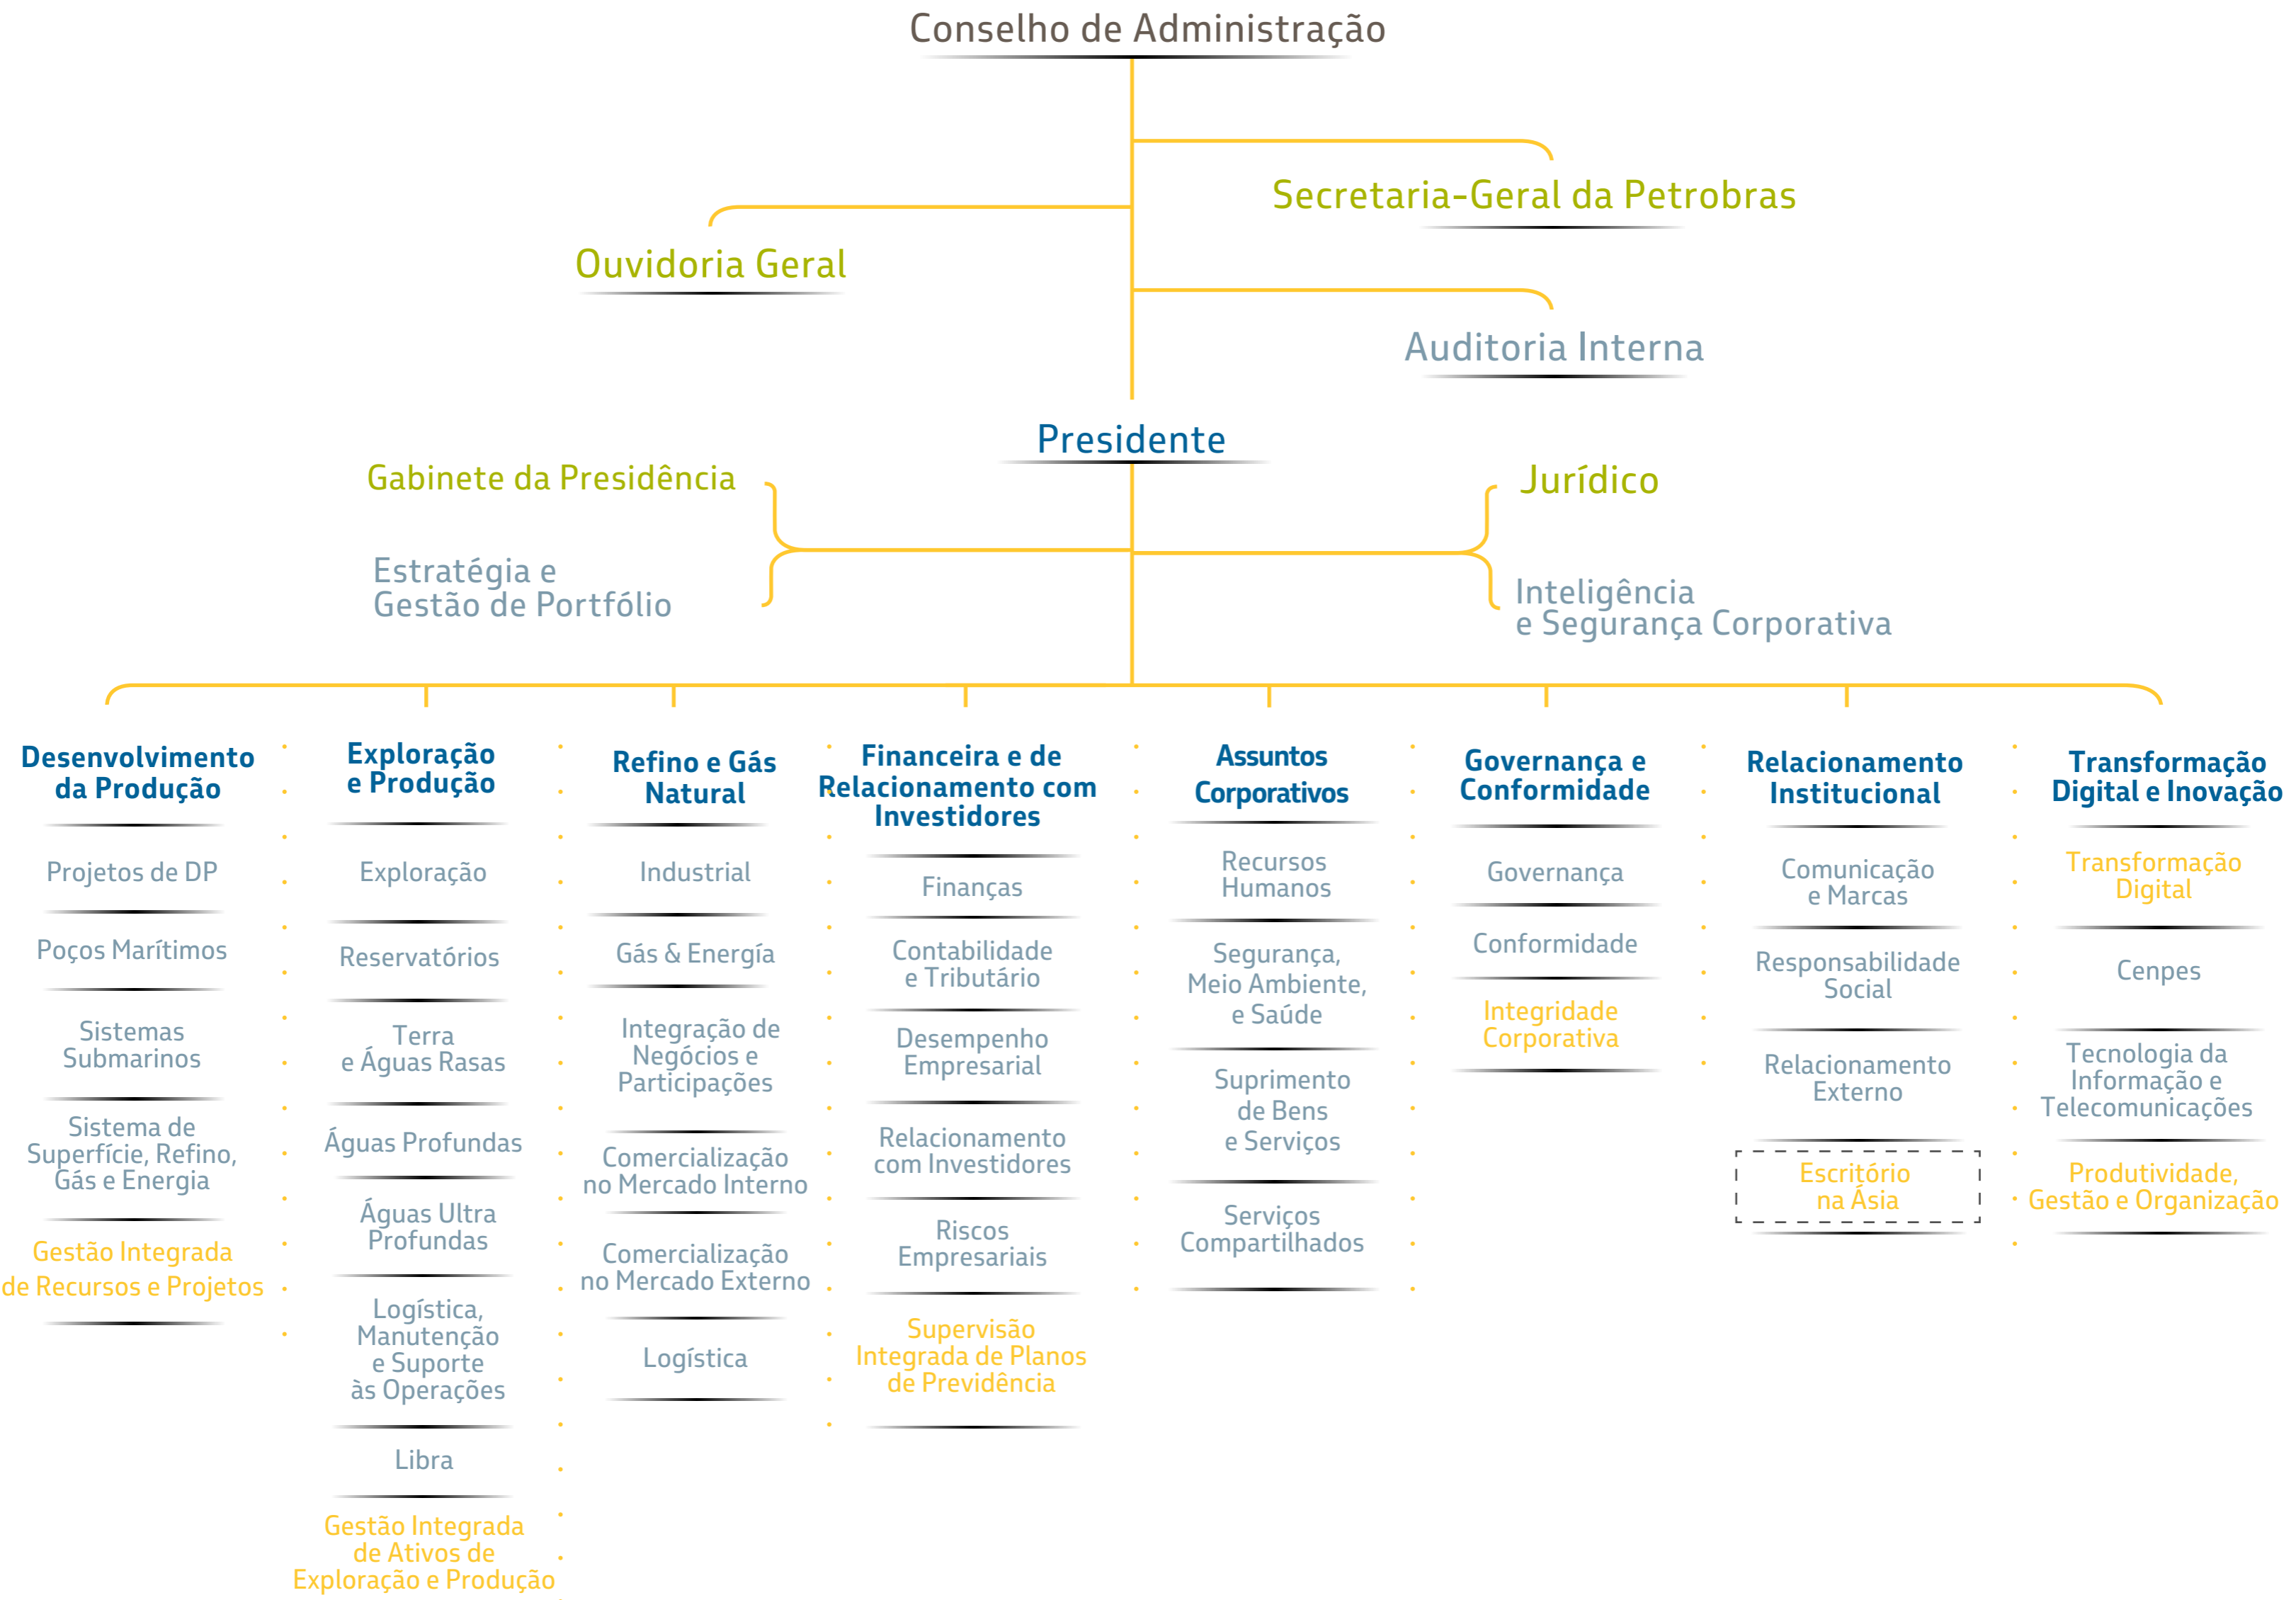 Conselho de Administração
Secretaria-Geral da Petrobras
Ouvidoria Geral
Auditoria Interna
Presidente
Gabinete da Presidência
Jurídico
Estratégia e
Gestão de Portfólio
Inteligência
e Segurança Corporativa
Desenvolvimento
da Produção
Projetos de DP
Poços Marítimos
Sistemas
Submarinos
Sistema de
Superfície, Refino,
Gás e Energia
Gestão Integrada
de Recursos e Projetos
Exploração
e Produção
Exploração
Reservatórios
Terra
e Águas Rasas
Águas Profundas
Águas Ultra
Profundas
Logística,
Manutenção
e Suporte
às Operações
Libra
Gestão Integrada
de Ativos de
Exploração e Produção
Refino e Gás
Natural
Industrial
Gás & Energía
Integração de
Negócios e
Participações
Comercialização
no Mercado Interno
Comercialização
no Mercado Externo
Logística
Financeira e de
Relacionamento com
Investidores
Finanças
Contabilidade
e Tributário
Desempenho
Empresarial
Relacionamento
com Investidores
Riscos
Empresariais
Supervisão
Integrada de Planos
de Previdência
Assuntos
Corporativos
Recursos
Humanos
Segurança,
Meio Ambiente,
e Saúde
Suprimento
de Bens
e Serviços
Serviços
Compartilhados
Governança e
Conformidade
Governança
Conformidade
Integridade
Corporativa
Relacionamento
Institucional
Comunicação
e Marcas
Responsabilidade
Social
Relacionamento
Externo
Escritório
na Ásia
Transformação
Digital e Inovação
Transformação
Digital
Cenpes
Tecnologia da
Informação e
Telecomunicações
Produtividade,
Gestão e Organização